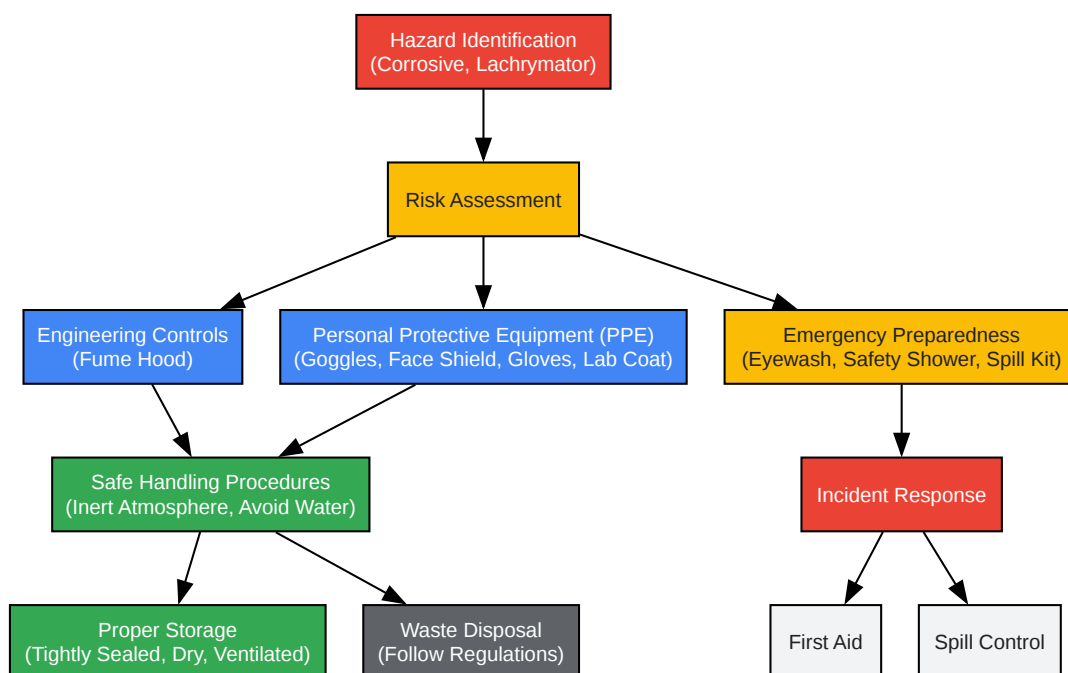 Hazard Identification
(Corrosive, Lachrymator)
Risk Assessment
Engineering Controls
(Fume Hood)
Personal Protective Equipment (PPE)
(Goggles, Face Shield, Gloves, Lab Coat)
Emergency Preparedness
(Eyewash, Safety Shower, Spill Kit)
Safe Handling Procedures
(Inert Atmosphere, Avoid Water)
Incident Response
Proper Storage
(Tightly Sealed, Dry, Ventilated)
Waste Disposal
(Follow Regulations)
First Aid
Spill Control